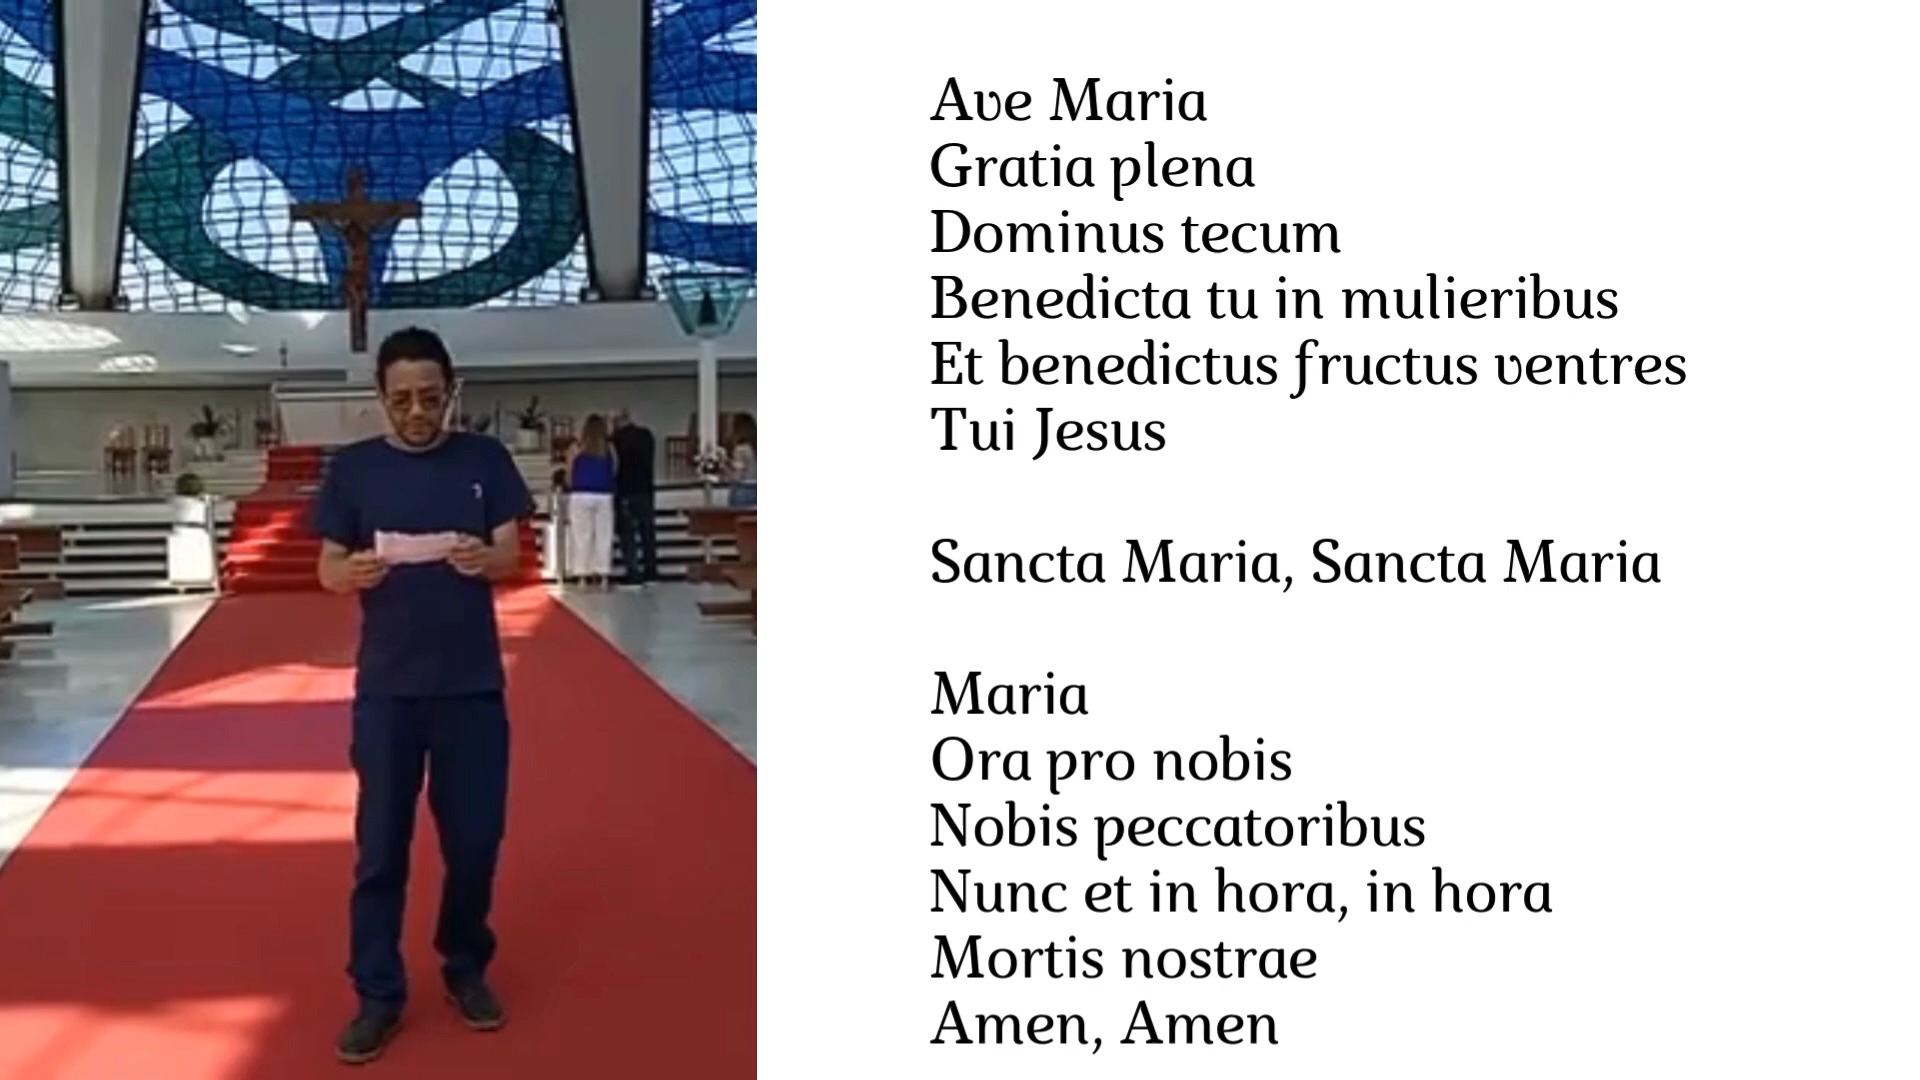 Ave Maria
Gratia plena
Dominus tecum
Benedicta tu in mulieribus
Et benedictus fructus ventres
Tui Jesus
Sancta Maria, Sancta Maria
Maria
Ora pro nobis
Nobis peccatoribus
Nunc et in hora, in hora
Mortis nostrae
Amen, Amen